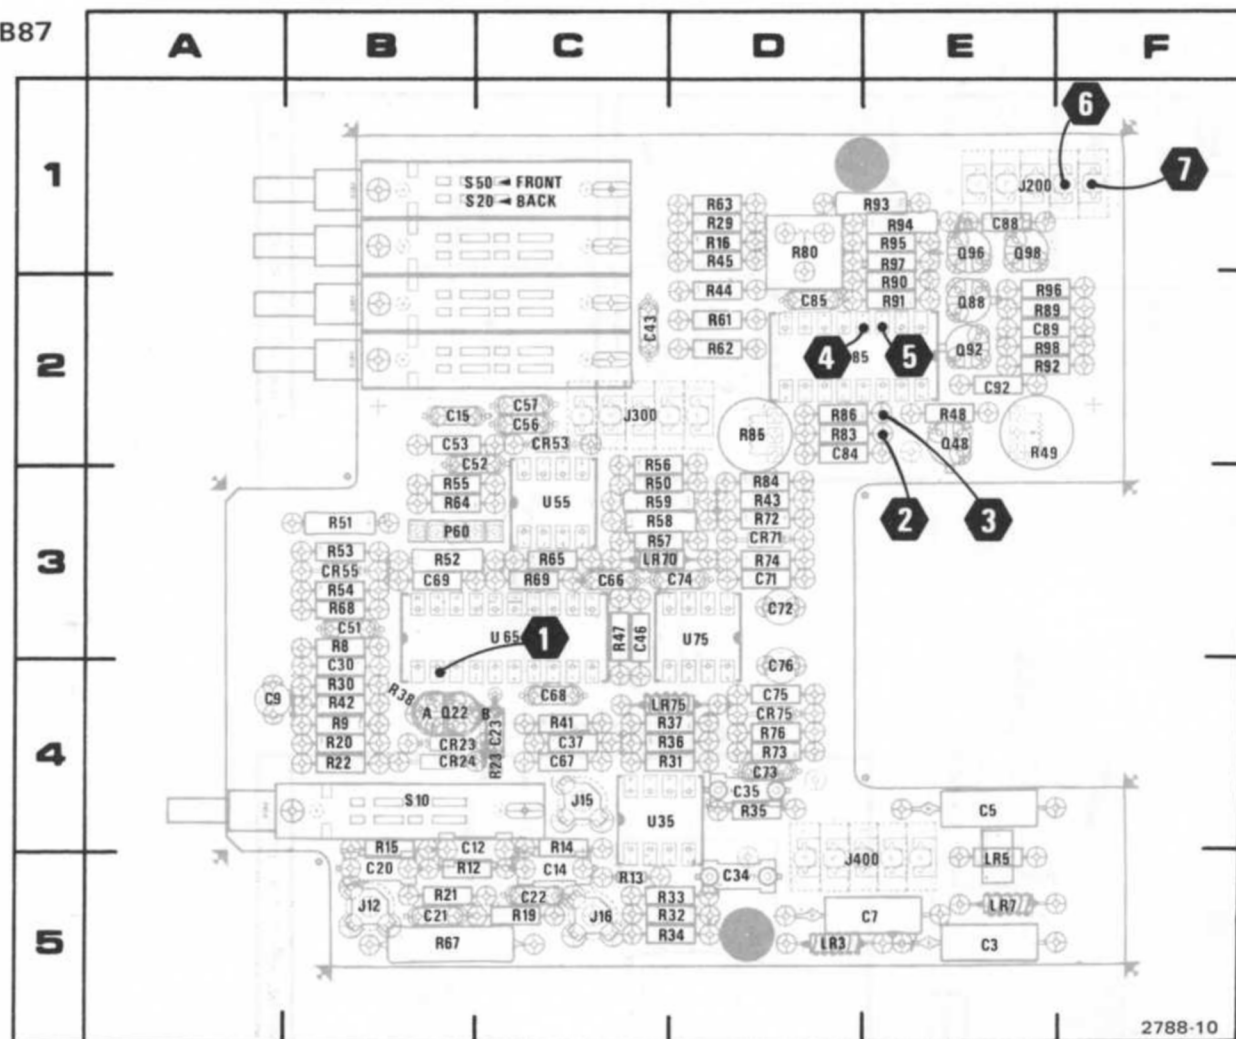 B87
A B C D E F
1
6
7
S50 ◄ FRONT
S20 ◄ BACK
J200
R63 R93
R29 R94 C88
R16 R95 Q96 Q98
R80
R45 R97
R90
R44 C85 R91 Q88 R96
R89
R61 C43 C89
2
R62 4 85 5 Q92 R98
R92
C92
C15 C57 J300 R86 R48
C56
R85 R83 Q48 R49
C53 CR53 C84
C52 R56
R55 R50 R84
R64 U55 R59 R43
R51 P60 R58 R72 2 3
R57 CR71
3
R53 R52 R65 LR70 R74
CR55 C69 R69 C66 C74 C71
R54
R68 C72
C51 U65 1 R47 C46 U75
R8
C30 C76
R30 R38 C68 C75
C9 R42 A Q22 B LR75 CR75
R9 C23 R41 R37 R76
4
R20 CR23 C37 R36 R73
R22 CR24 R23 C67 R31 C73
S10 J15 C35 C5
U35 R35
R15 C12 R14
C20 R12 C14 R13 C34 J400 LR5
R21 C22 R33 LR7
J12 C21 R19 J16 R32 C7
5
R67 R34 LR3 C3
2788-10